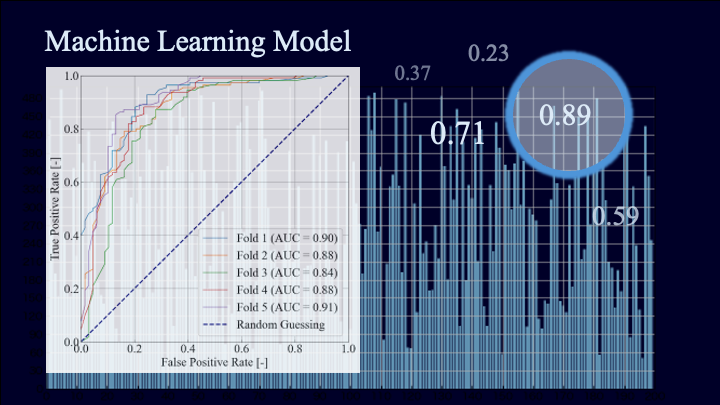 Machine Learning Model
0.23
0.37
0.89
0.71
0.59
1.0
0.8
0.6
0.4
0.2
0.0
True Positive Rate [-]
Fold 1 (AUC = 0.90)
Fold 2 (AUC = 0.88)
Fold 3 (AUC = 0.84)
Fold 4 (AUC = 0.88)
Fold 5 (AUC = 0.91)
Random Guessing
0.0 0.2 0.4 0.6 0.8 1.0
False Positive Rate [-]